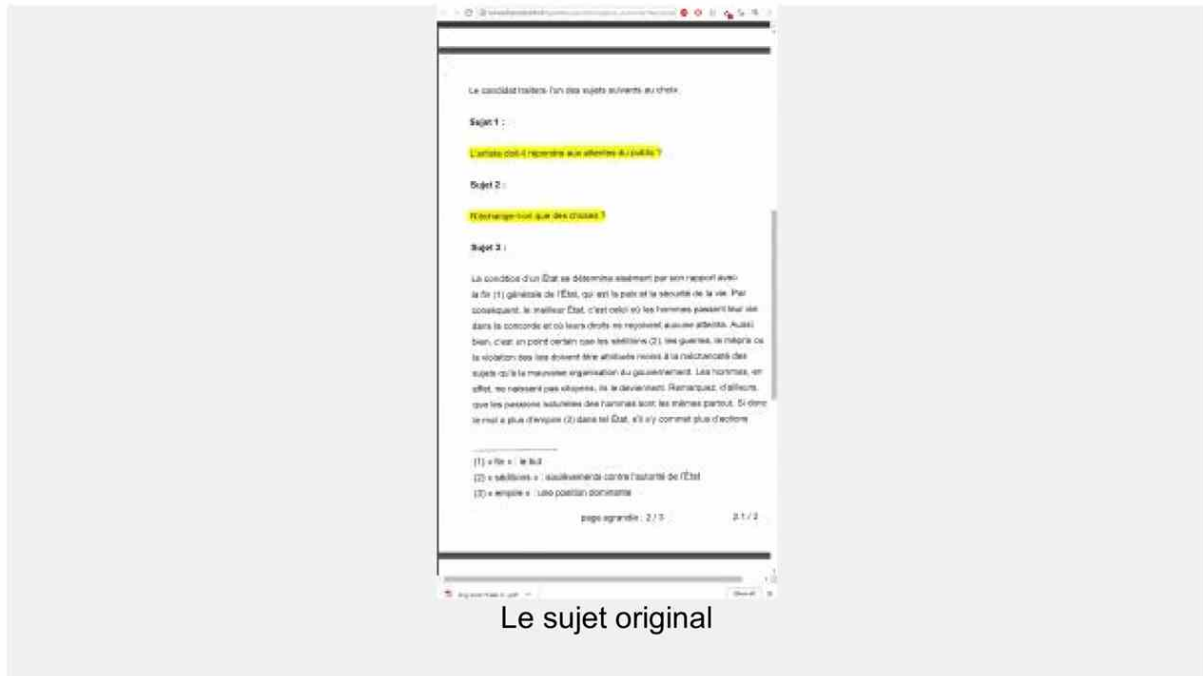 Le candidat traitera l'un des sujets suivants au choix.
Sujet 1 :
L'artiste doit-il répondre aux attentes du public ?
Sujet 2 :
N'échange-t-on que des choses ?
Sujet 3 :
La condition d'un État se détermine aisément par son rapport avec
la fin (1) générale de l'État, qui est la paix et la sécurité de la vie. Par
conséquent, le meilleur État, c'est celui où les hommes passent leur vie
dans la concorde et où leurs droits ne reçoivent aucune atteinte. Aussi
bien, c'est un point certain que les séditions (2), les guerres, le mépris ou
la violation des lois doivent être attribués moins à la méchanceté des
sujets qu'à la mauvaise organisation du gouvernement. Les hommes, en
effet, ne naissent pas citoyens, ils le deviennent. Remarquez, d'ailleurs,
que les passions naturelles des hommes sont les mêmes partout. Si donc
le mal a plus d'empire (3) dans tel État, s'il s'y commet plus d'actions
(1) « fin » : le but
(2) « séditions » : soulèvements contre l'autorité de l'État
(3) « empire » : une position dominante
page agrandie : 2 / 3
2.1 / 2
Show all
Le sujet original